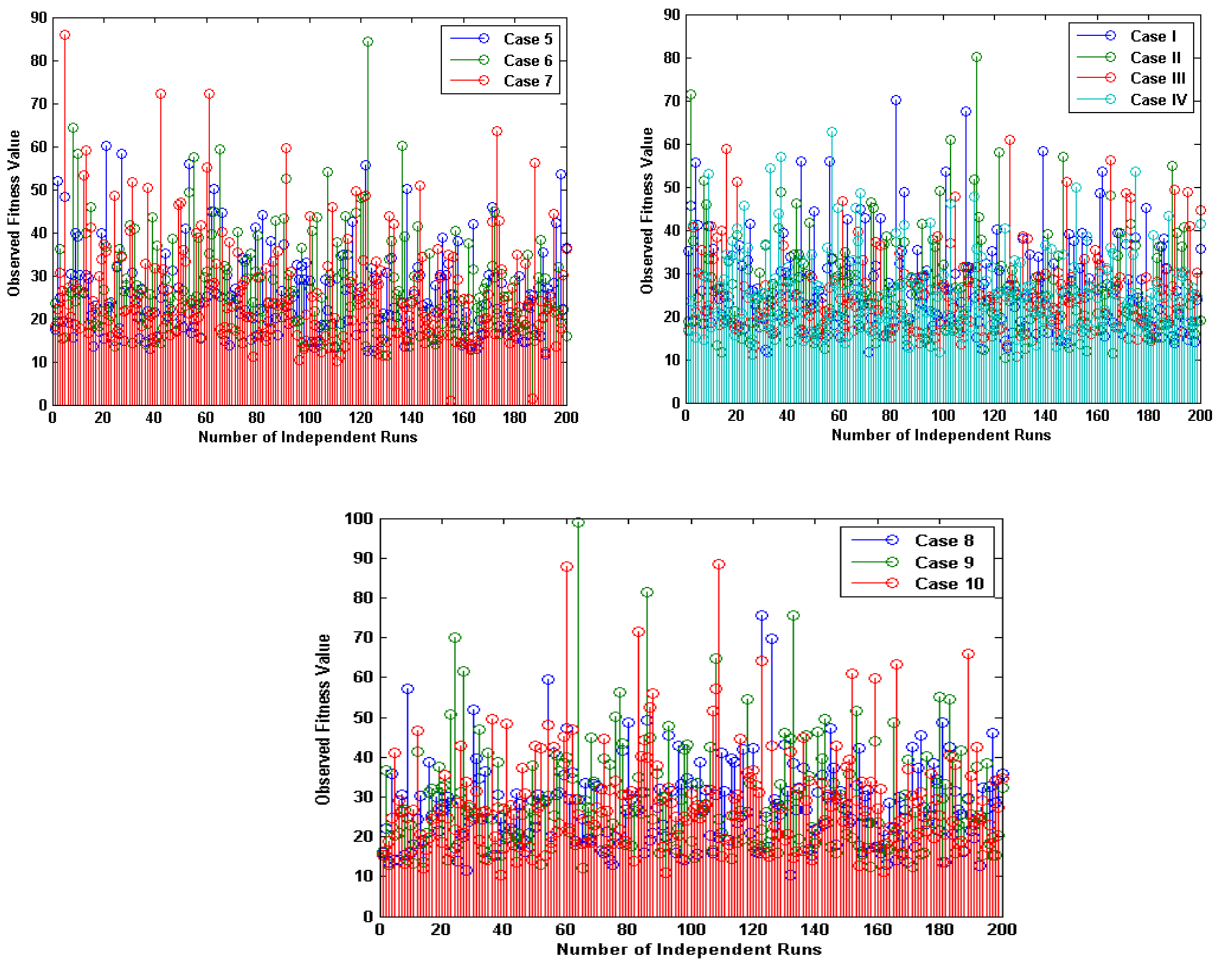 90
80
70
60
50
40
30
20
10
0
Observed Fitness Value
Case 5
Case 6
Case 7
0 20 40 60 80 100 120 140 160 180 200
Number of Independent Runs
90
80
70
60
50
40
30
20
10
0
Observed Fitness Value
Case I
Case II
Case III
Case IV
0 20 40 60 80 100 120 140 160 180 200
Number of Independent Runs
100
90
80
70
60
50
40
30
20
10
0
Observed Fitness Value
Case 8
Case 9
Case 10
0 20 40 60 80 100 120 140 160 180 200
Number of Independent Runs